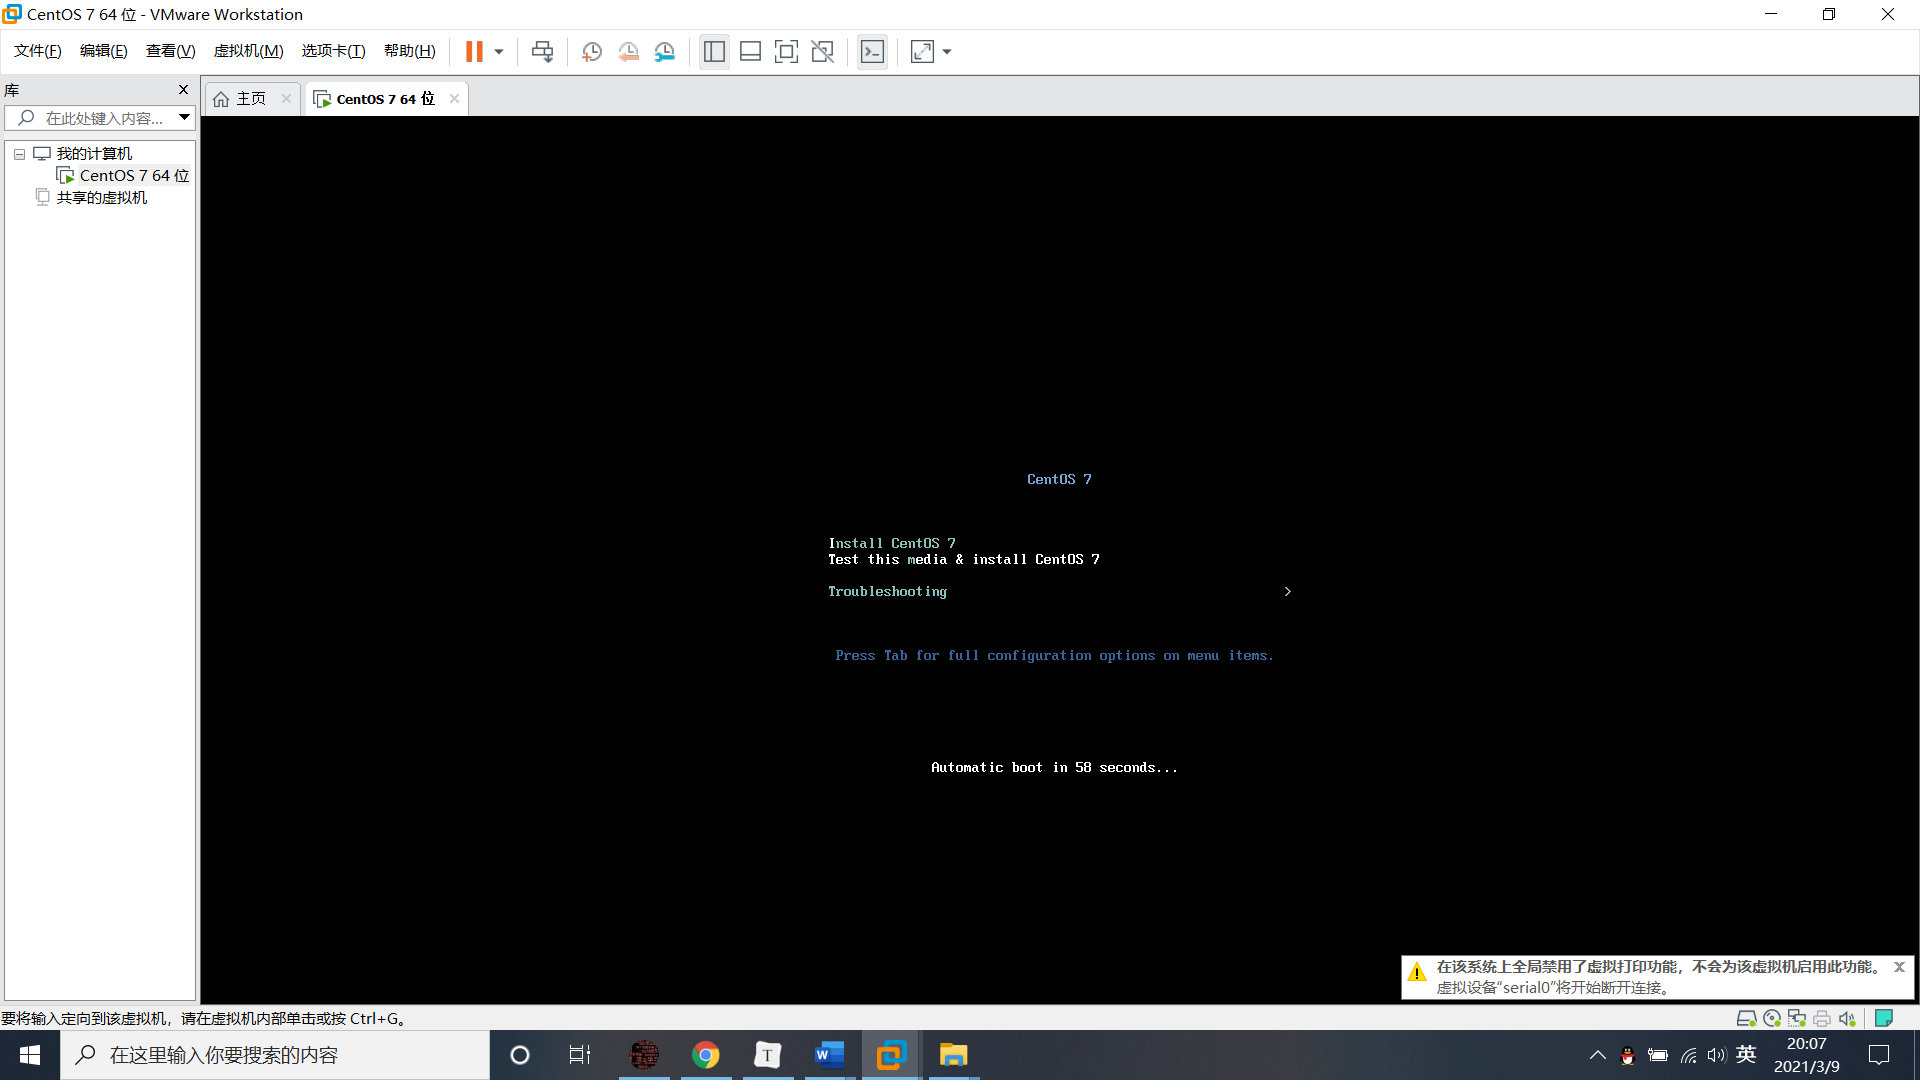 CentOS 7 64 位 - VMware Workstation
文件(F) 编辑(E) 查看(V) 虚拟机(M) 选项卡(T) 帮助(H)
库
主页
CentOS 7 64 位
在此处键入内容...
我的计算机
CentOS 7 64 位
共享的虚拟机
CentOS 7
Install CentOS 7
Test this media & install CentOS 7
Troubleshooting >
Press Tab for full configuration options on menu items.
Automatic boot in 58 seconds...
在该系统上全局禁用了虚拟打印功能，不会为该虚拟机启用此功能。
虚拟设备“serial0”将开始断开连接。
要将输入定向到该虚拟机，请在虚拟机内部单击或按 Ctrl+G。
在这里输入你要搜索的内容
T
W
英
20:07
2021/3/9